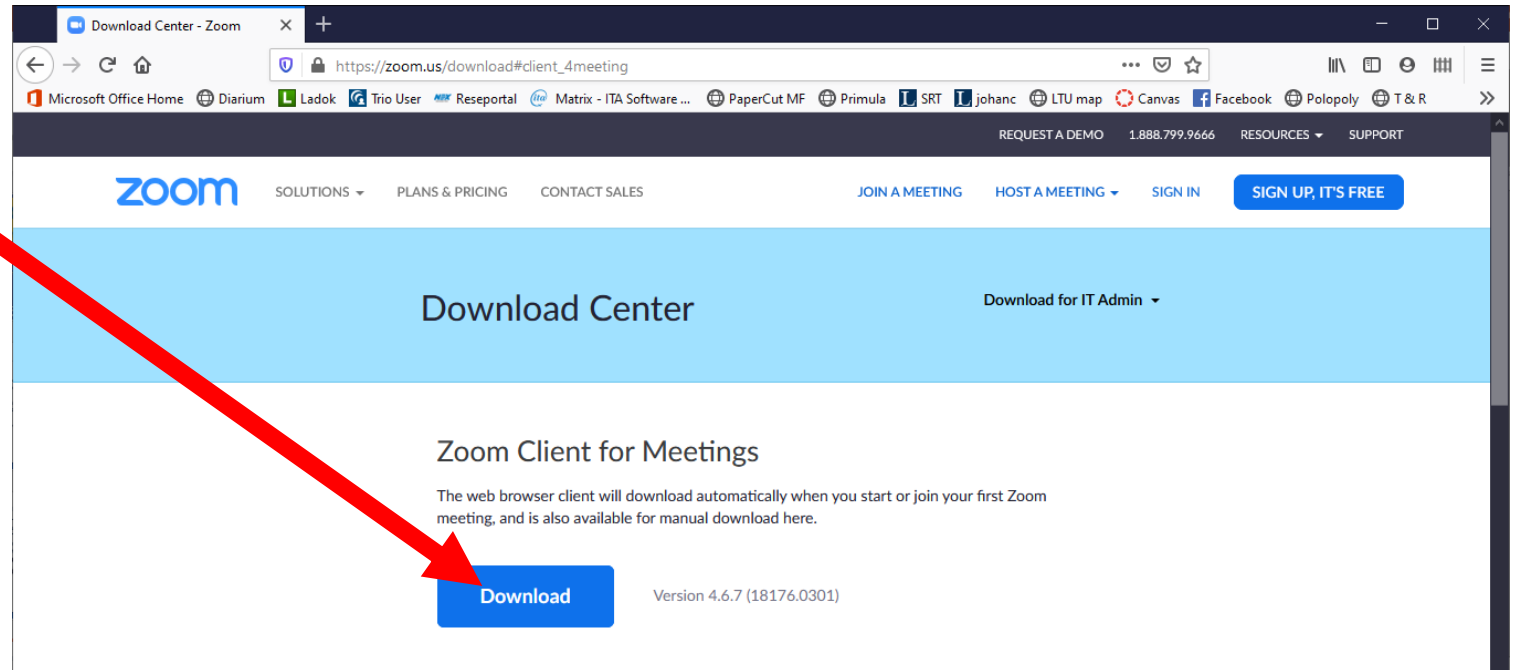 Download Center - Zoom
https://zoom.us/download#client_4meeting
Microsoft Office Home Diarium Ladok Trio User Reseportal Matrix - ITA Software ... PaperCut MF Primula SRT johanc LTU map Canvas Facebook Polopoly T & R
REQUEST A DEMO 1.888.799.9666 RESOURCES SUPPORT
zoom SOLUTIONS PLANS & PRICING CONTACT SALES JOIN A MEETING HOST A MEETING SIGN IN SIGN UP, IT'S FREE
Download Center Download for IT Admin
Zoom Client for Meetings
The web browser client will download automatically when you start or join your first Zoom
meeting, and is also available for manual download here.
Download Version 4.6.7 (18176.0301)